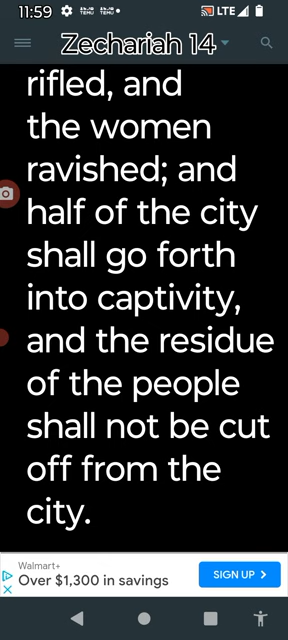 11:59
TEMU TEMU
LTE
Zechariah 14
rifled, and
the women
ravished; and
half of the city
shall go forth
into captivity,
and the residue
of the people
shall not be cut
off from the
city.
Walmart+
Over $1,300 in savings
SIGN UP